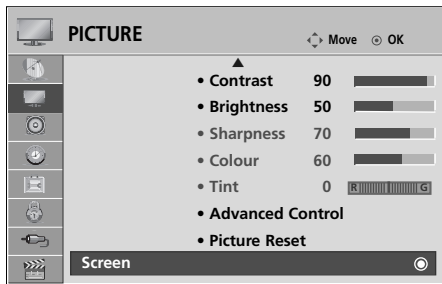 PICTURE Move OK
• Contrast 90
• Brightness 50
• Sharpness 70
• Colour 60
• Tint 0 R G
• Advanced Control
• Picture Reset
Screen